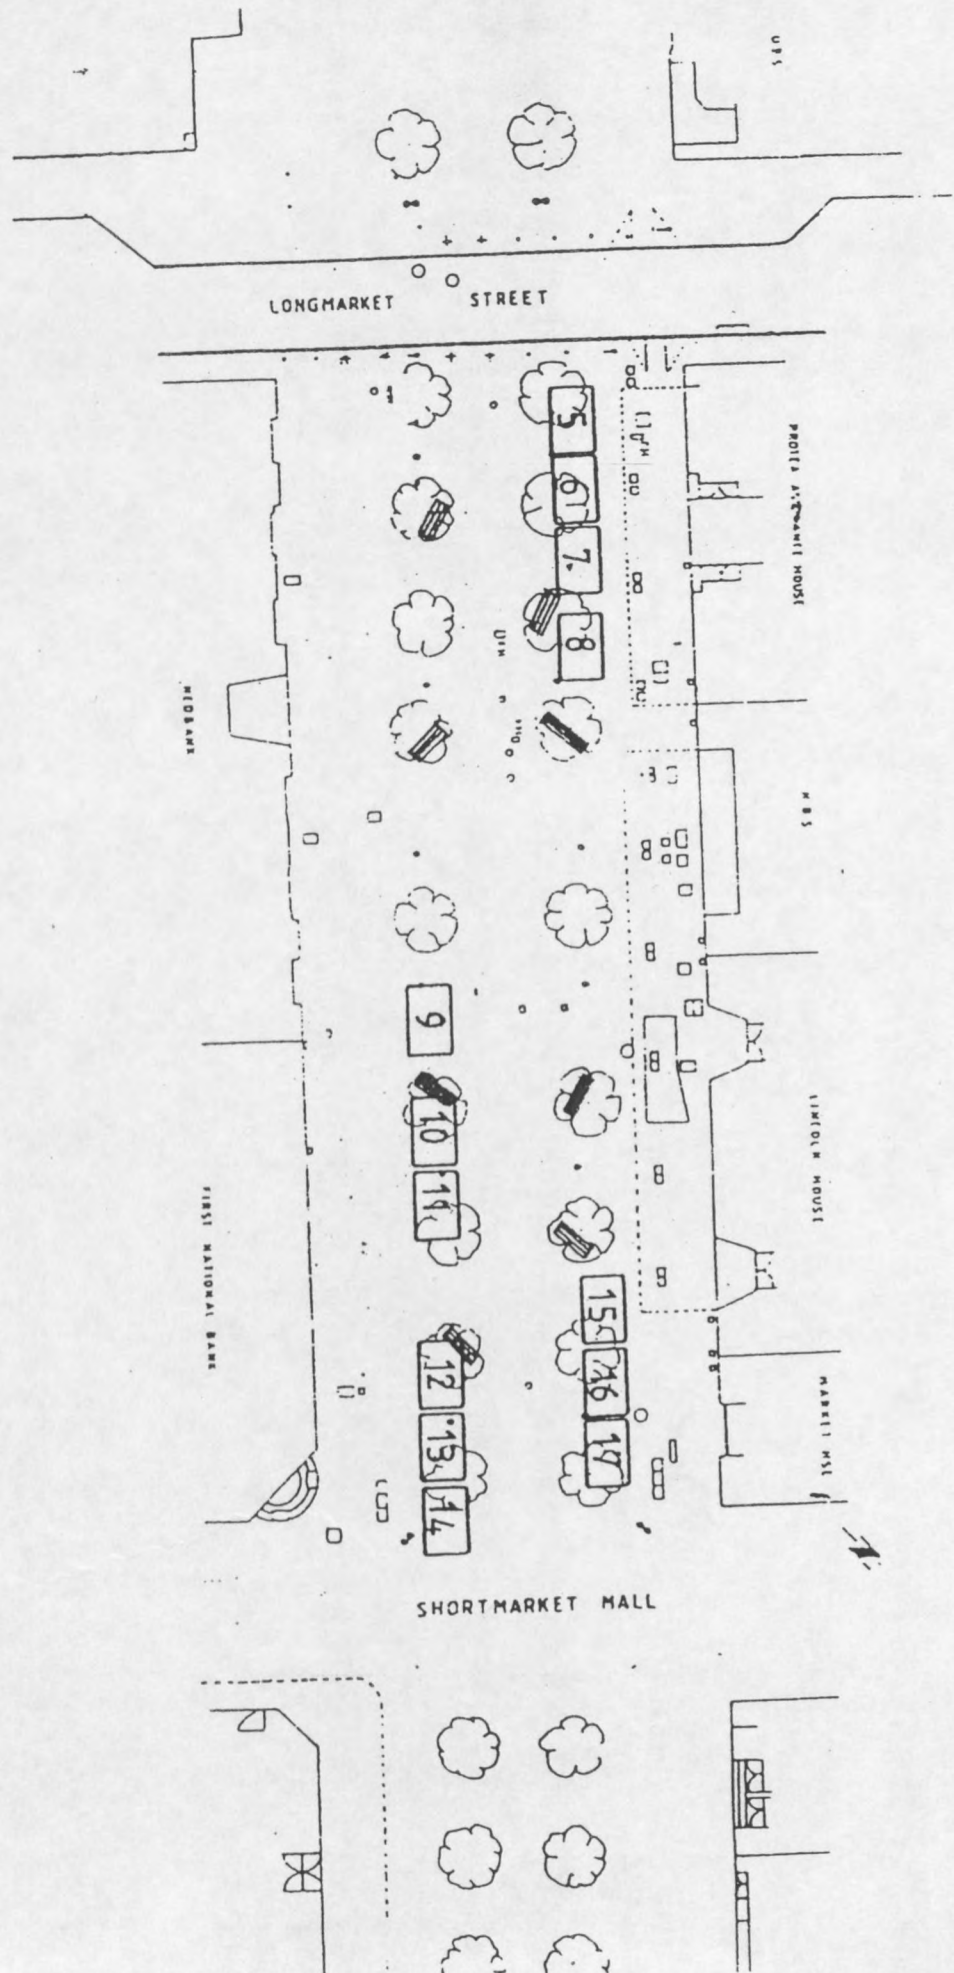 UBS
LONGMARKET STREET
5
6
7
8
PROTEA ASSURANCE HOUSE
NEDBANK
NBS
9
10
11
LINCOLN HOUSE
FIRST NATIONAL BANK
15
16
17
12
13
14
MARKET HSE
SHORTMARKET MALL